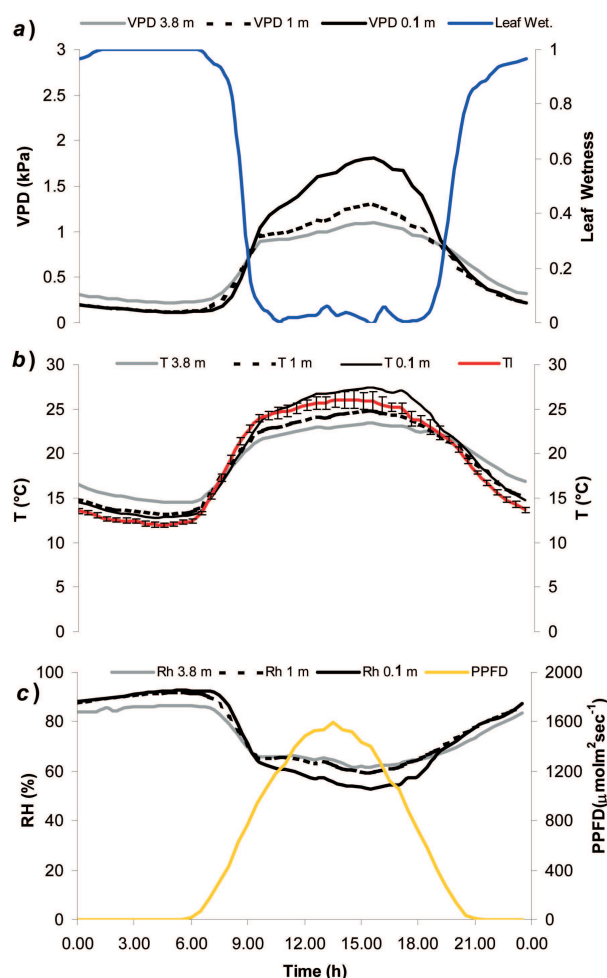 a)
VPD 3.8 m VPD 1 m VPD 0.1 m Leaf Wet.
3 1
2.5 0.8
2 0.6
1.5
1 0.4
0.5 0.2
0 0
VPD (kPa)
Leaf Wetness
b)
T 3.8 m T 1 m T 0.1 m Tl
30 30
25 25
20 20
15 15
10 10
5 5
0 0
T (°C)
T (°C)
c)
Rh 3.8 m Rh 1 m Rh 0.1 m PPFD
100 2000
80 1600
60 1200
40 800
20 400
0 0
RH (%)
PPFD(μmolm²sec⁻¹)
0.00 3.00 6.00 9.00 12.00 15.00 18.00 21.00 0.00
Time (h)